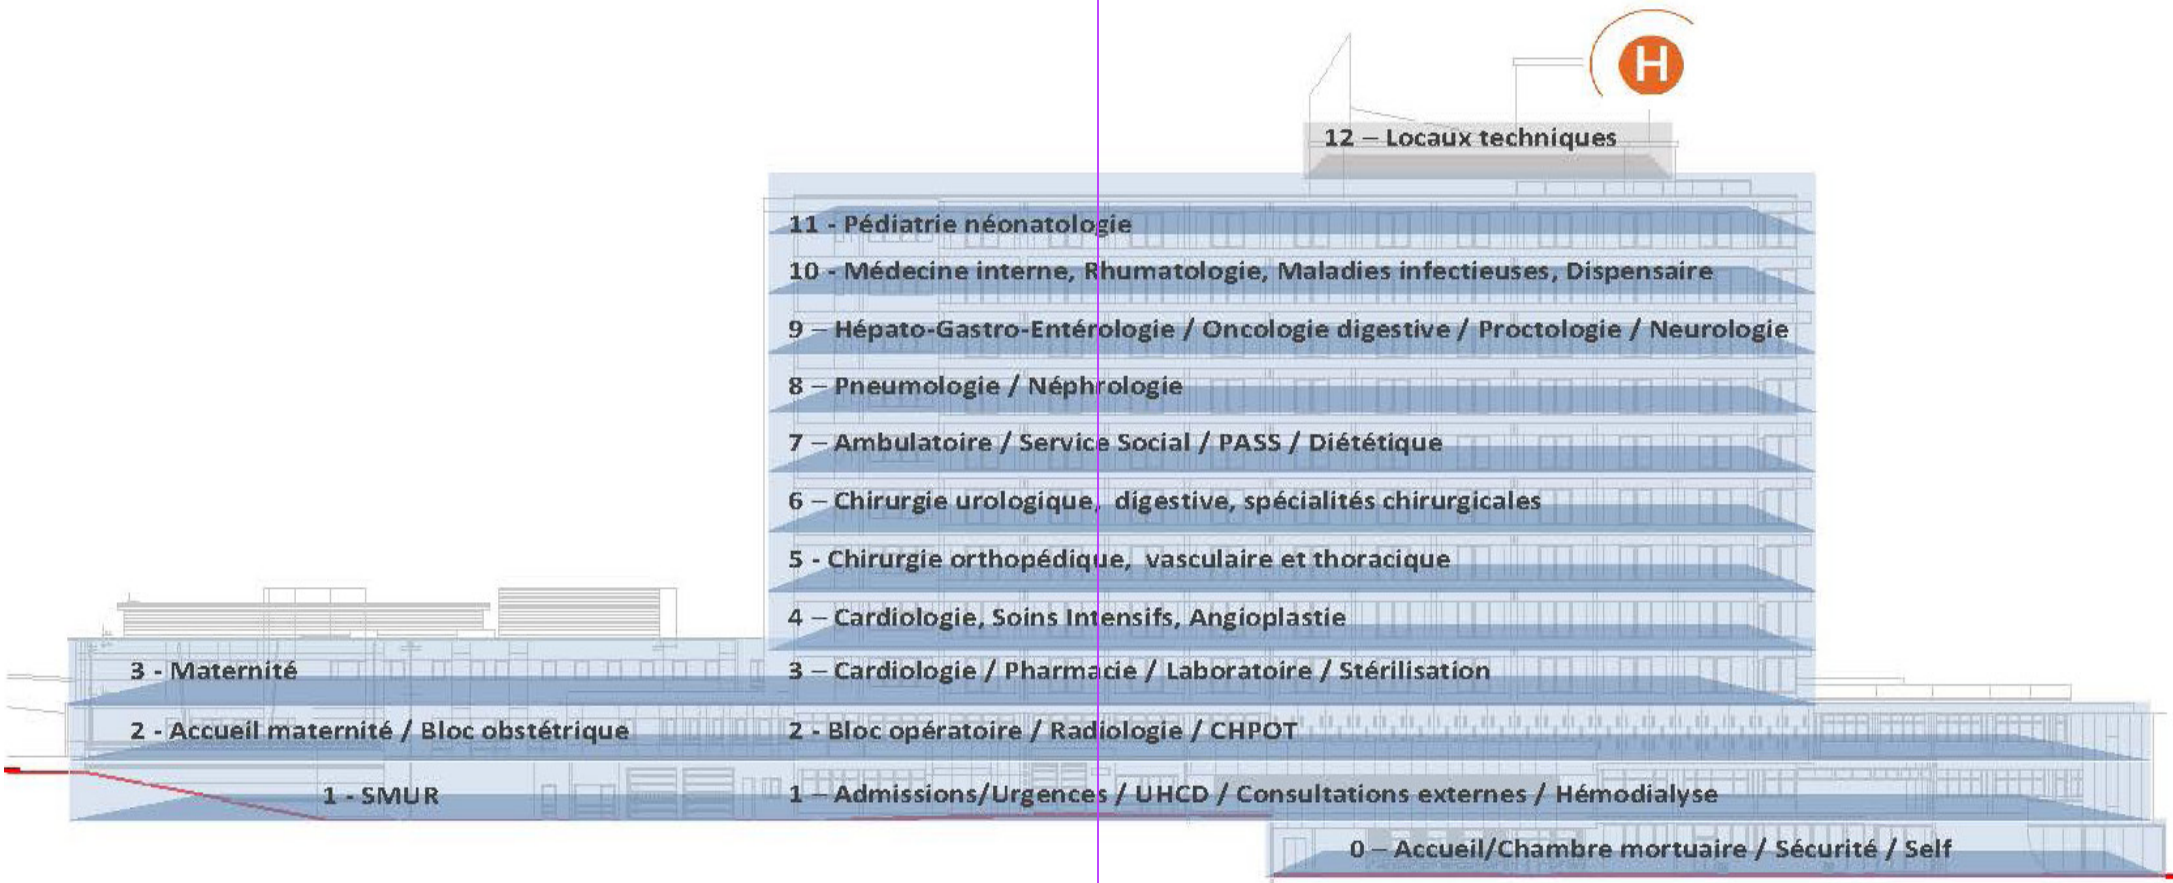 H
12 – Locaux techniques
11 - Pédiatrie néonatologie
10 - Médecine interne, Rhumatologie, Maladies infectieuses, Dispensaire
9 – Hépato-Gastro-Entérologie / Oncologie digestive / Proctologie / Neurologie
8 – Pneumologie / Néphrologie
7 – Ambulatoire / Service Social / PASS / Diététique
6 – Chirurgie urologique, digestive, spécialités chirurgicales
5 - Chirurgie orthopédique, vasculaire et thoracique
4 – Cardiologie, Soins Intensifs, Angioplastie
3 - Maternité
3 – Cardiologie / Pharmacie / Laboratoire / Stérilisation
2 - Accueil maternité / Bloc obstétrique
2 - Bloc opératoire / Radiologie / CHPOT
1 - SMUR
1 – Admissions/Urgences / UHCD / Consultations externes / Hémodialyse
0 – Accueil/Chambre mortuaire / Sécurité / Self